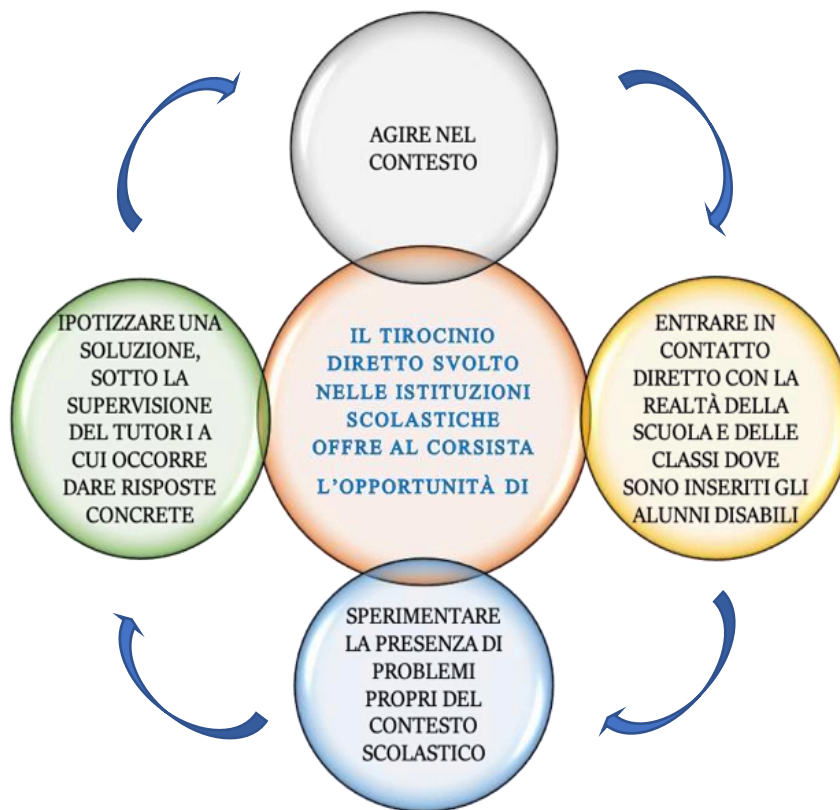 AGIRE NEL
CONTESTO
IL TIROCINIO
DIRETTO SVOLTO
NELLE ISTITUZIONI
SCOLASTICHE
OFFRE AL CORSISTA
L'OPPORTUNITÀ DI
ENTRARE IN
CONTATTO
DIRETTO CON LA
REALTÀ DELLA
SCUOLA E DELLE
CLASSI DOVE
SONO INSERITI GLI
ALUNNI DISABILI
SPERIMENTARE
LA PRESENZA DI
PROBLEMI
PROPRI DEL
CONTESTO
SCOLASTICO
IPOTIZZARE UNA
SOLUZIONE,
SOTTO LA
SUPERVISIONE
DEL TUTOR I A
CUI OCCORRE
DARE RISPOSTE
CONCRETE